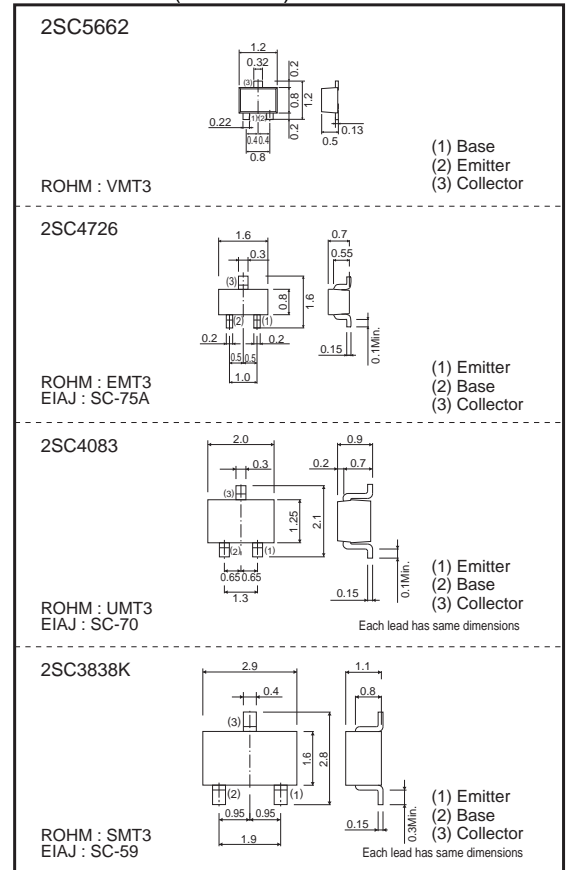 2SC5662
1.2
0.32
0.2
(3)
0.8
1.2
(1) (2)
0.22
0.2
0.4 0.4
0.8
0.13
0.5
(1) Base
(2) Emitter
(3) Collector
ROHM : VMT3
2SC4726
1.6
0.3
(3)
0.8
1.6
(2) (1)
0.2 0.2
0.5 0.5
1.0
0.7
0.55
0.15
0.1Min.
(1) Emitter
(2) Base
(3) Collector
ROHM : EMT3
EIAJ : SC-75A
2SC4083
2.0
0.3
(3)
1.25
2.1
(2) (1)
0.65 0.65
1.3
0.9
0.2 0.7
0.15
0.1Min.
(1) Emitter
(2) Base
(3) Collector
ROHM : UMT3
EIAJ : SC-70
Each lead has same dimensions
2SC3838K
2.9
0.4
(3)
1.6
2.8
(2) (1)
0.95 0.95
1.9
1.1
0.8
0.15
0.3Min.
(1) Emitter
(2) Base
(3) Collector
ROHM : SMT3
EIAJ : SC-59
Each lead has same dimensions